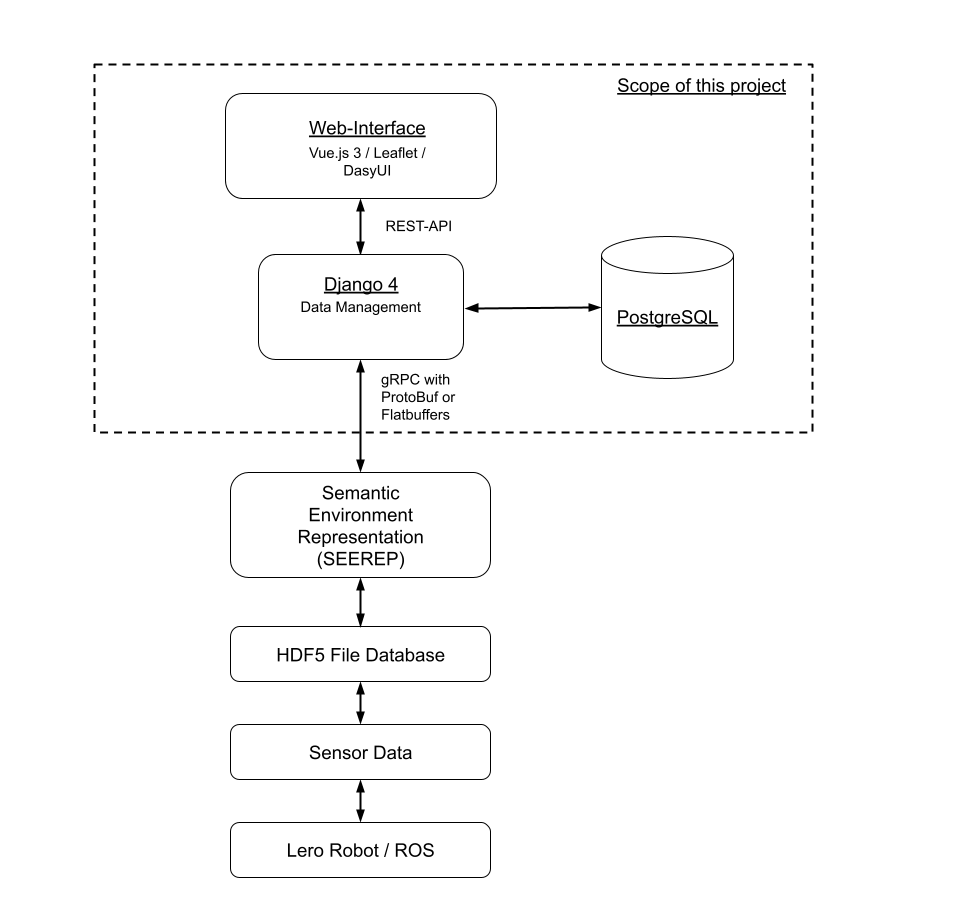 Scope of this project
Web-Interface
Vue.js 3 / Leaflet /
DasyUI
REST-API
Django 4
Data Management
PostgreSQL
gRPC with
ProtoBuf or
Flatbuffers
Semantic
Environment
Representation
(SEEREP)
HDF5 File Database
Sensor Data
Lero Robot / ROS